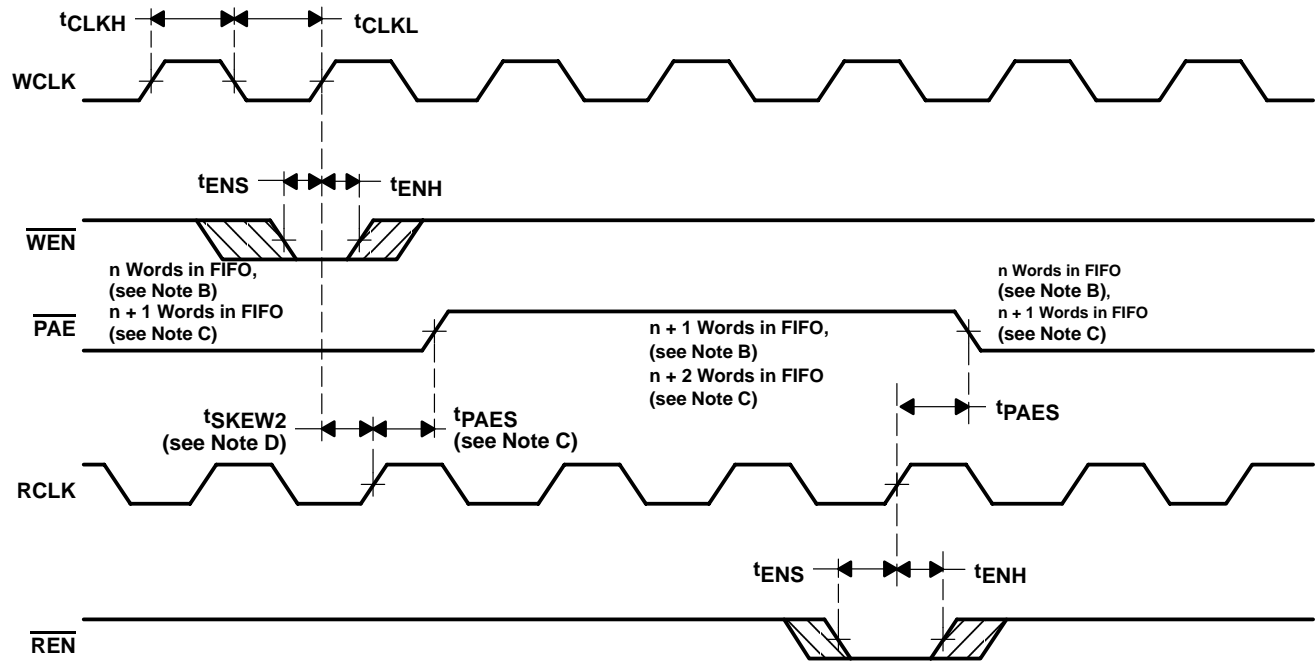 tCLKH
tCLKL
WCLK
tENS
tENH
WEN
n Words in FIFO,
(see Note B)
n + 1 Words in FIFO
(see Note C)
n Words in FIFO
(see Note B),
n + 1 Words in FIFO
(see Note C)
PAE
n + 1 Words in FIFO,
(see Note B)
n + 2 Words in FIFO
(see Note C)
tSKEW2
(see Note D)
tPAES
(see Note C)
tPAES
RCLK
tENS
tENH
REN